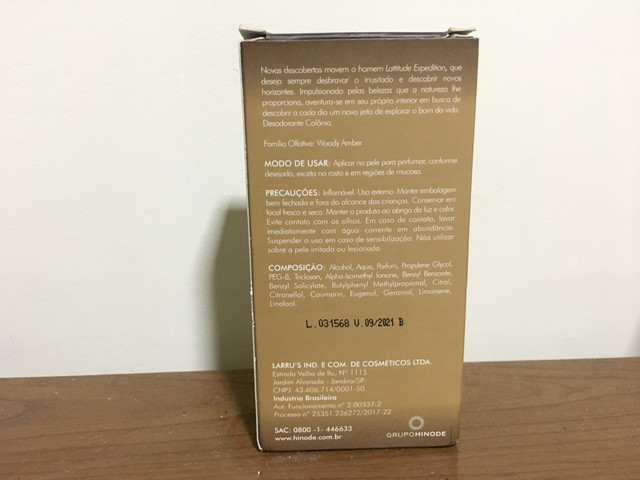 Novas descobertas movem o homem Lattitude Expedition, que
deseja sempre desbravar o inusitado e descobrir novos
horizontes. Impulsionado pelas belezas que a natureza lhe
proporciona, aventura-se em seu próprio interior em busca de
descobrir a cada dia um novo jeito de explorar o bom da vida.
Desodorante Colônia.
Família Olfativa: Woody Amber
MODO DE USAR: Aplicar na pele para perfumar, conforme
desejado, exceto no rosto e em regiões de mucosa.
PRECAUÇÕES: Inflamável. Uso externo. Manter embalagem
bem fechada e fora do alcance das crianças. Conservar em
local fresco e seco. Manter o produto ao abrigo da luz e calor.
Evite contato com os olhos. Em caso de contato, lavar
imediatamente com água corrente em abundância.
Suspender o uso em caso de sensibilização. Não utilizar
sobre a pele irritada ou lesionada.
COMPOSIÇÃO: Alcohol, Aqua, Parfum, Propylene Glycol,
PEG-8, Triclosan, Alpha-Isomethyl Ionone, Benzyl Benzoate,
Benzyl Salicylate, Butylphenyl Methylpropional, Citral,
Citronellol, Coumarin, Eugenol, Geraniol, Limonene,
Linalool.
L.031568 V.09/2021 B
LARRU'S IND. E COM. DE COSMÉTICOS LTDA.
Estrada Velha de Itu, Nº 1115
Jardim Alvorada - Jandira/SP
CNPJ: 43.606.714/0001-50
Indústria Brasileira
Aut. Funcionamento nº 2.00337-2
Processo nº 25351.236272/2017-22
SAC: 0800 -1- 446633
www.hinode.com.br
GRUPOHINODE